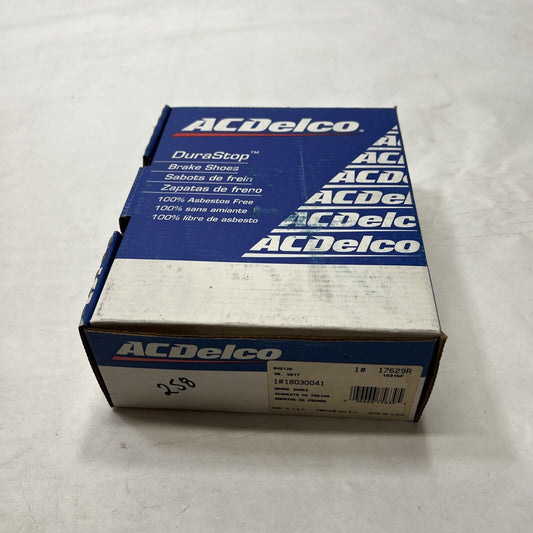 ACDelco
DuraStop™
Brake Shoes
Sabots de frein
Zapatas de freno
100% Asbestos Free
100% sans amiante
100% libre de asbesto
ACDelco
ACDelco
ACDelco
ACDelco
ACDelco
ACDelco
258
1# 17629R
1#18030041
BRAKE SHOES